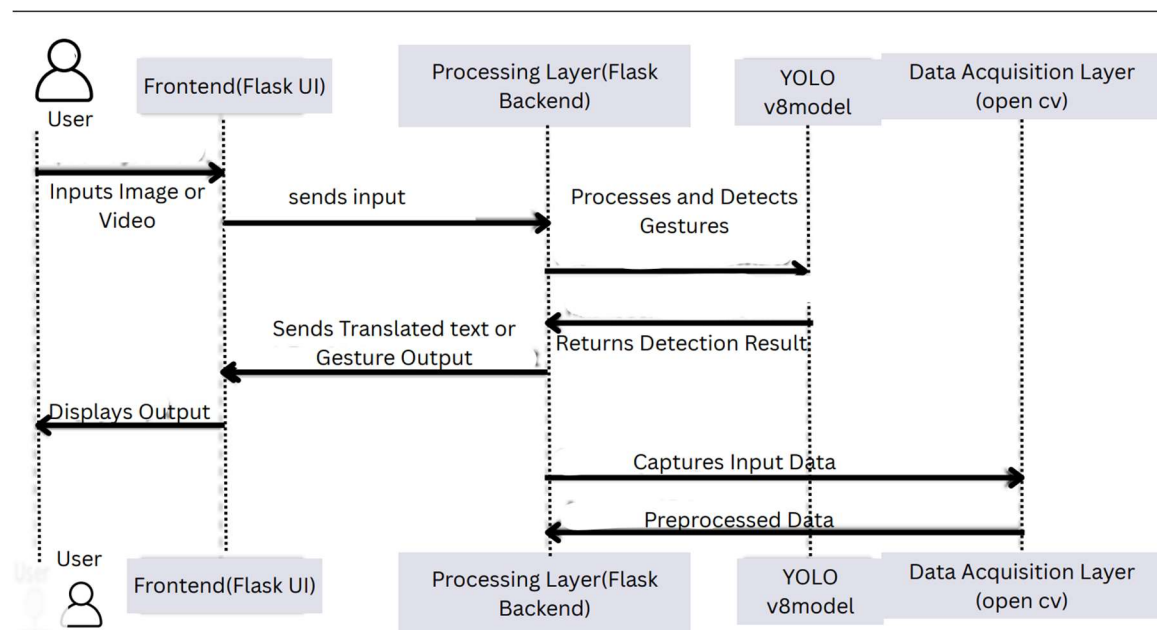 User
Frontend(Flask UI)
Processing Layer(Flask
Backend)
YOLO
v8model
Data Acquisition Layer
(open cv)
Inputs Image or
Video
sends input
Processes and Detects
Gestures
Returns Detection Result
Sends Translated text or
Gesture Output
Displays Output
Captures Input Data
Preprocessed Data
User
User
Frontend(Flask UI)
Processing Layer(Flask
Backend)
YOLO
v8model
Data Acquisition Layer
(open cv)